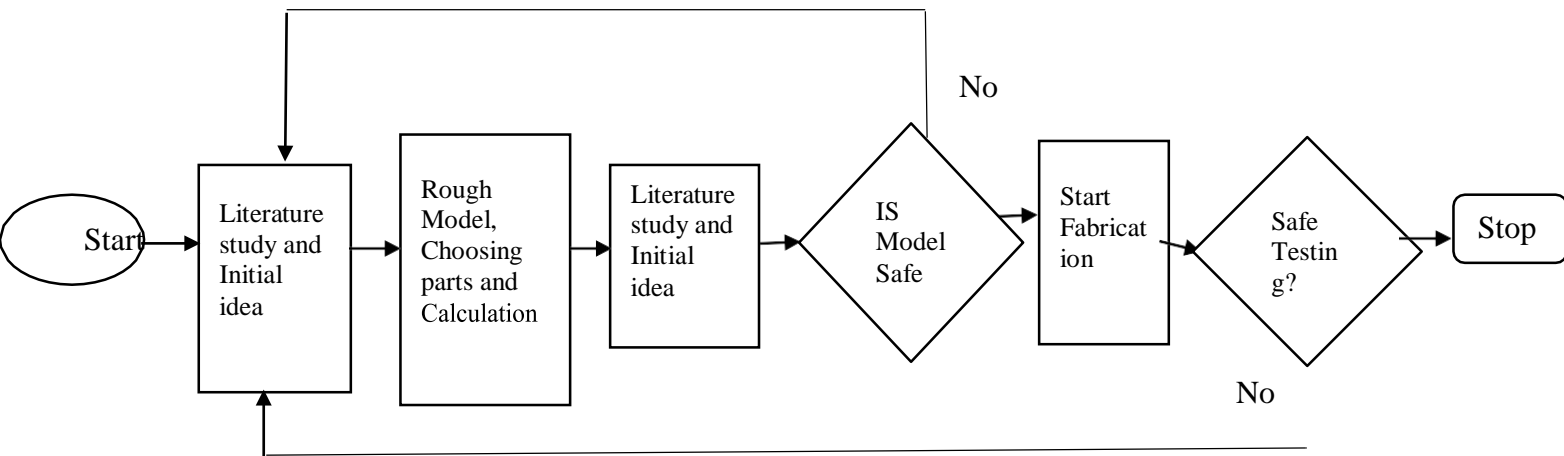 No
Start
Literature
study and
Initial
idea
Rough
Model,
Choosing
parts and
Calculation
Literature
study and
Initial
idea
IS
Model
Safe
Start
Fabricat
ion
Safe
Testin
g?
Stop
No